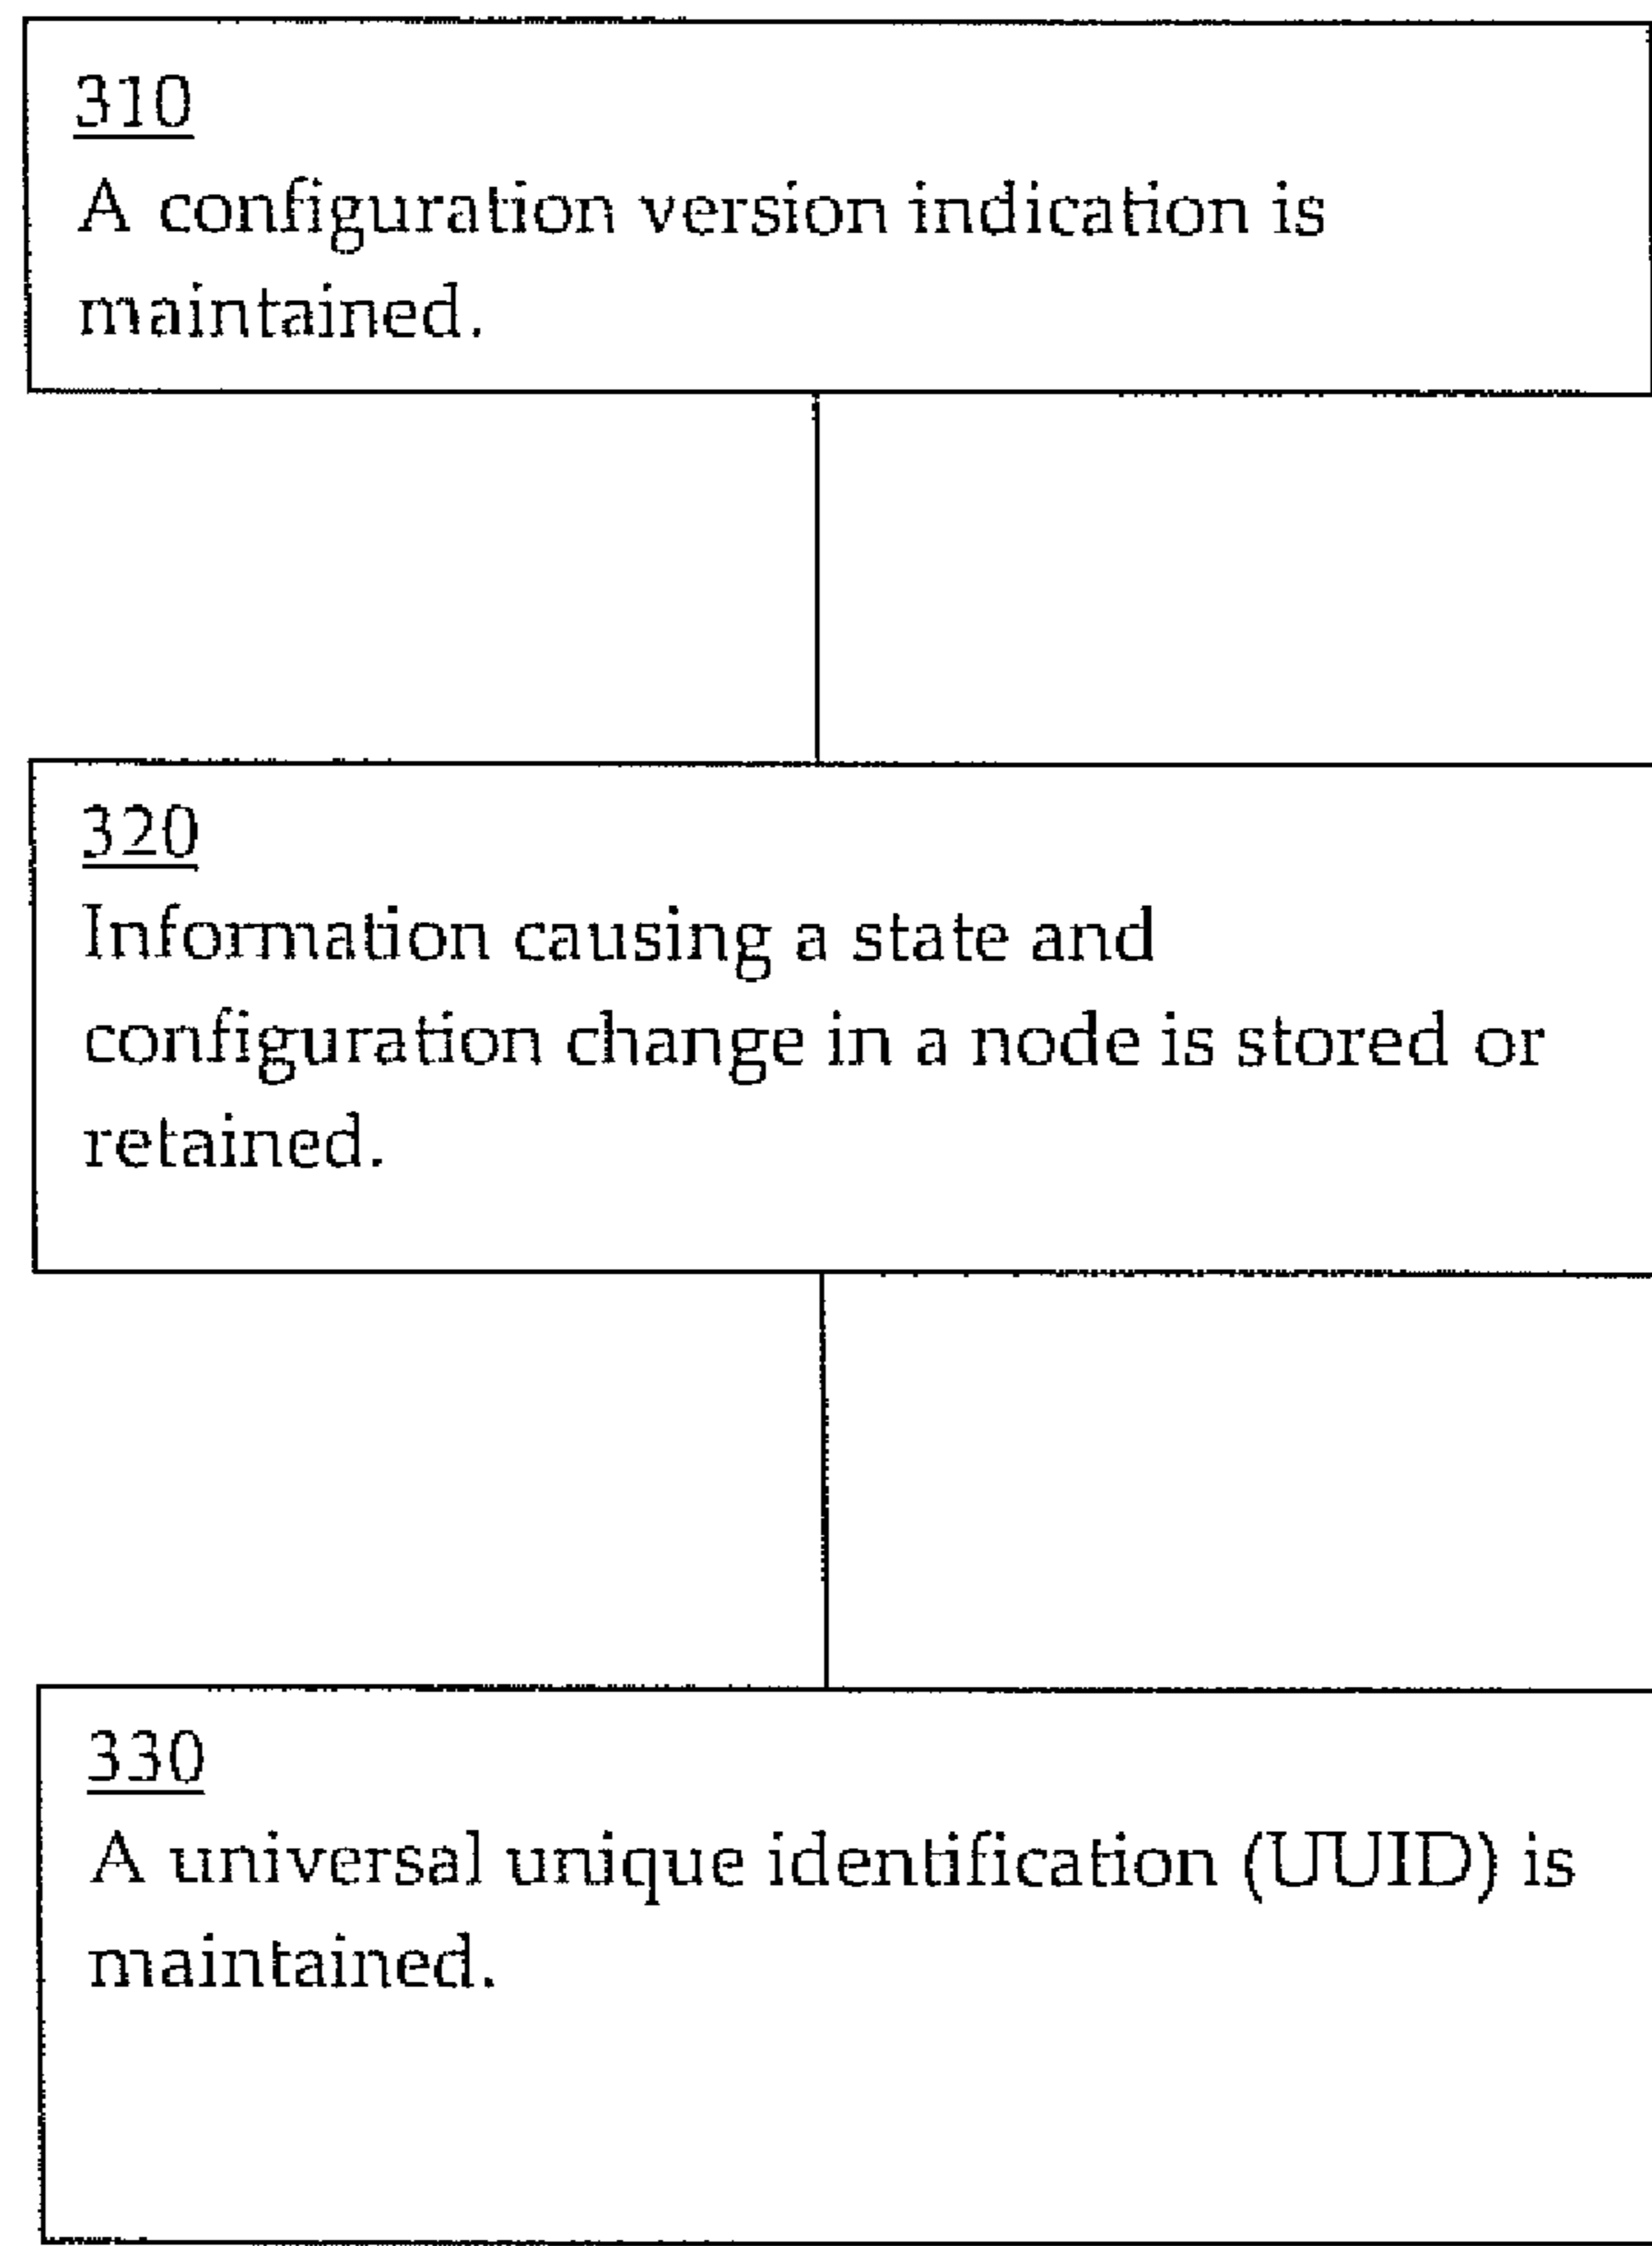 310
A configuration version indication is
maintained.
320
Information causing a state and
configuration change in a node is stored or
retained.
330
A universal unique identification (UUID) is
maintained.